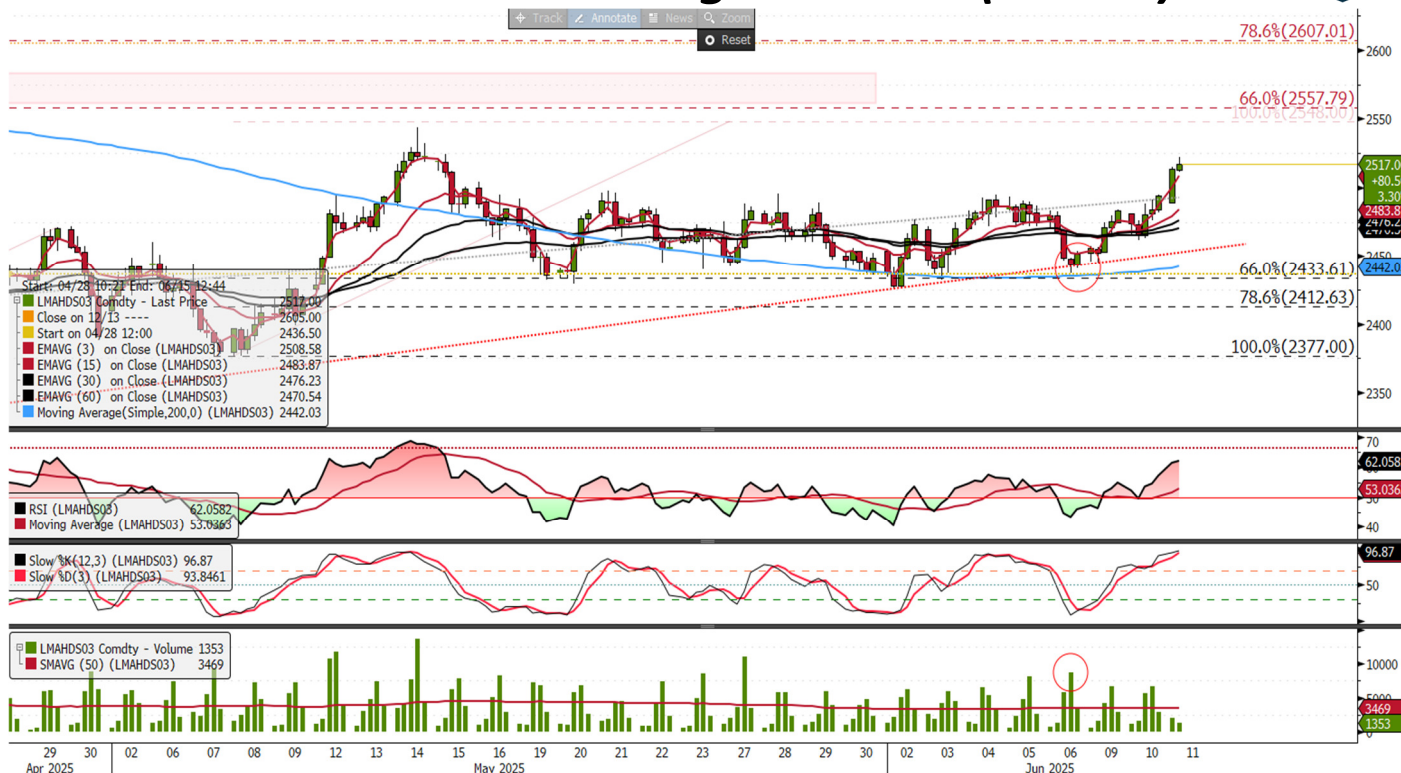 Track Annotate News Zoom
Reset
78.6%(2607.01)
2600
66.0%(2557.79)
100.0%(2548.00)
2550
2517.0
+80.5
3.30
2483.8
2476.2
2470.5
2450
2442.0
66.0%(2433.61)
78.6%(2412.63)
2400
100.0%(2377.00)
2350
Start: 04/28 10:21 End: 06/15 12:44
LMAHDS03 Comdty - Last Price 2517.00
Close on 12/13 ---- 2605.00
Start on 04/28 12:00 2436.50
EMAVG (3) on Close (LMAHDS03) 2508.58
EMAVG (15) on Close (LMAHDS03) 2483.87
EMAVG (30) on Close (LMAHDS03) 2476.23
EMAVG (60) on Close (LMAHDS03) 2470.54
Moving Average(Simple,200,0) (LMAHDS03) 2442.03
70
62.058
53.036
50
40
RSI (LMAHDS03) 62.0582
Moving Average (LMAHDS03) 53.0363
96.87
50
Slow %K(12,3) (LMAHDS03) 96.87
Slow %D(3) (LMAHDS03) 93.8461
LMAHDS03 Comdty - Volume 1353
SMAVG (50) (LMAHDS03) 3469
10000
5000
3469
1353
0
29 30 02 06 07 08 09 12 13 14 15 16 19 20 21 22 23 27 28 29 30 02 03 04 05 06 09 10 11
Apr 2025 May 2025 Jun 2025